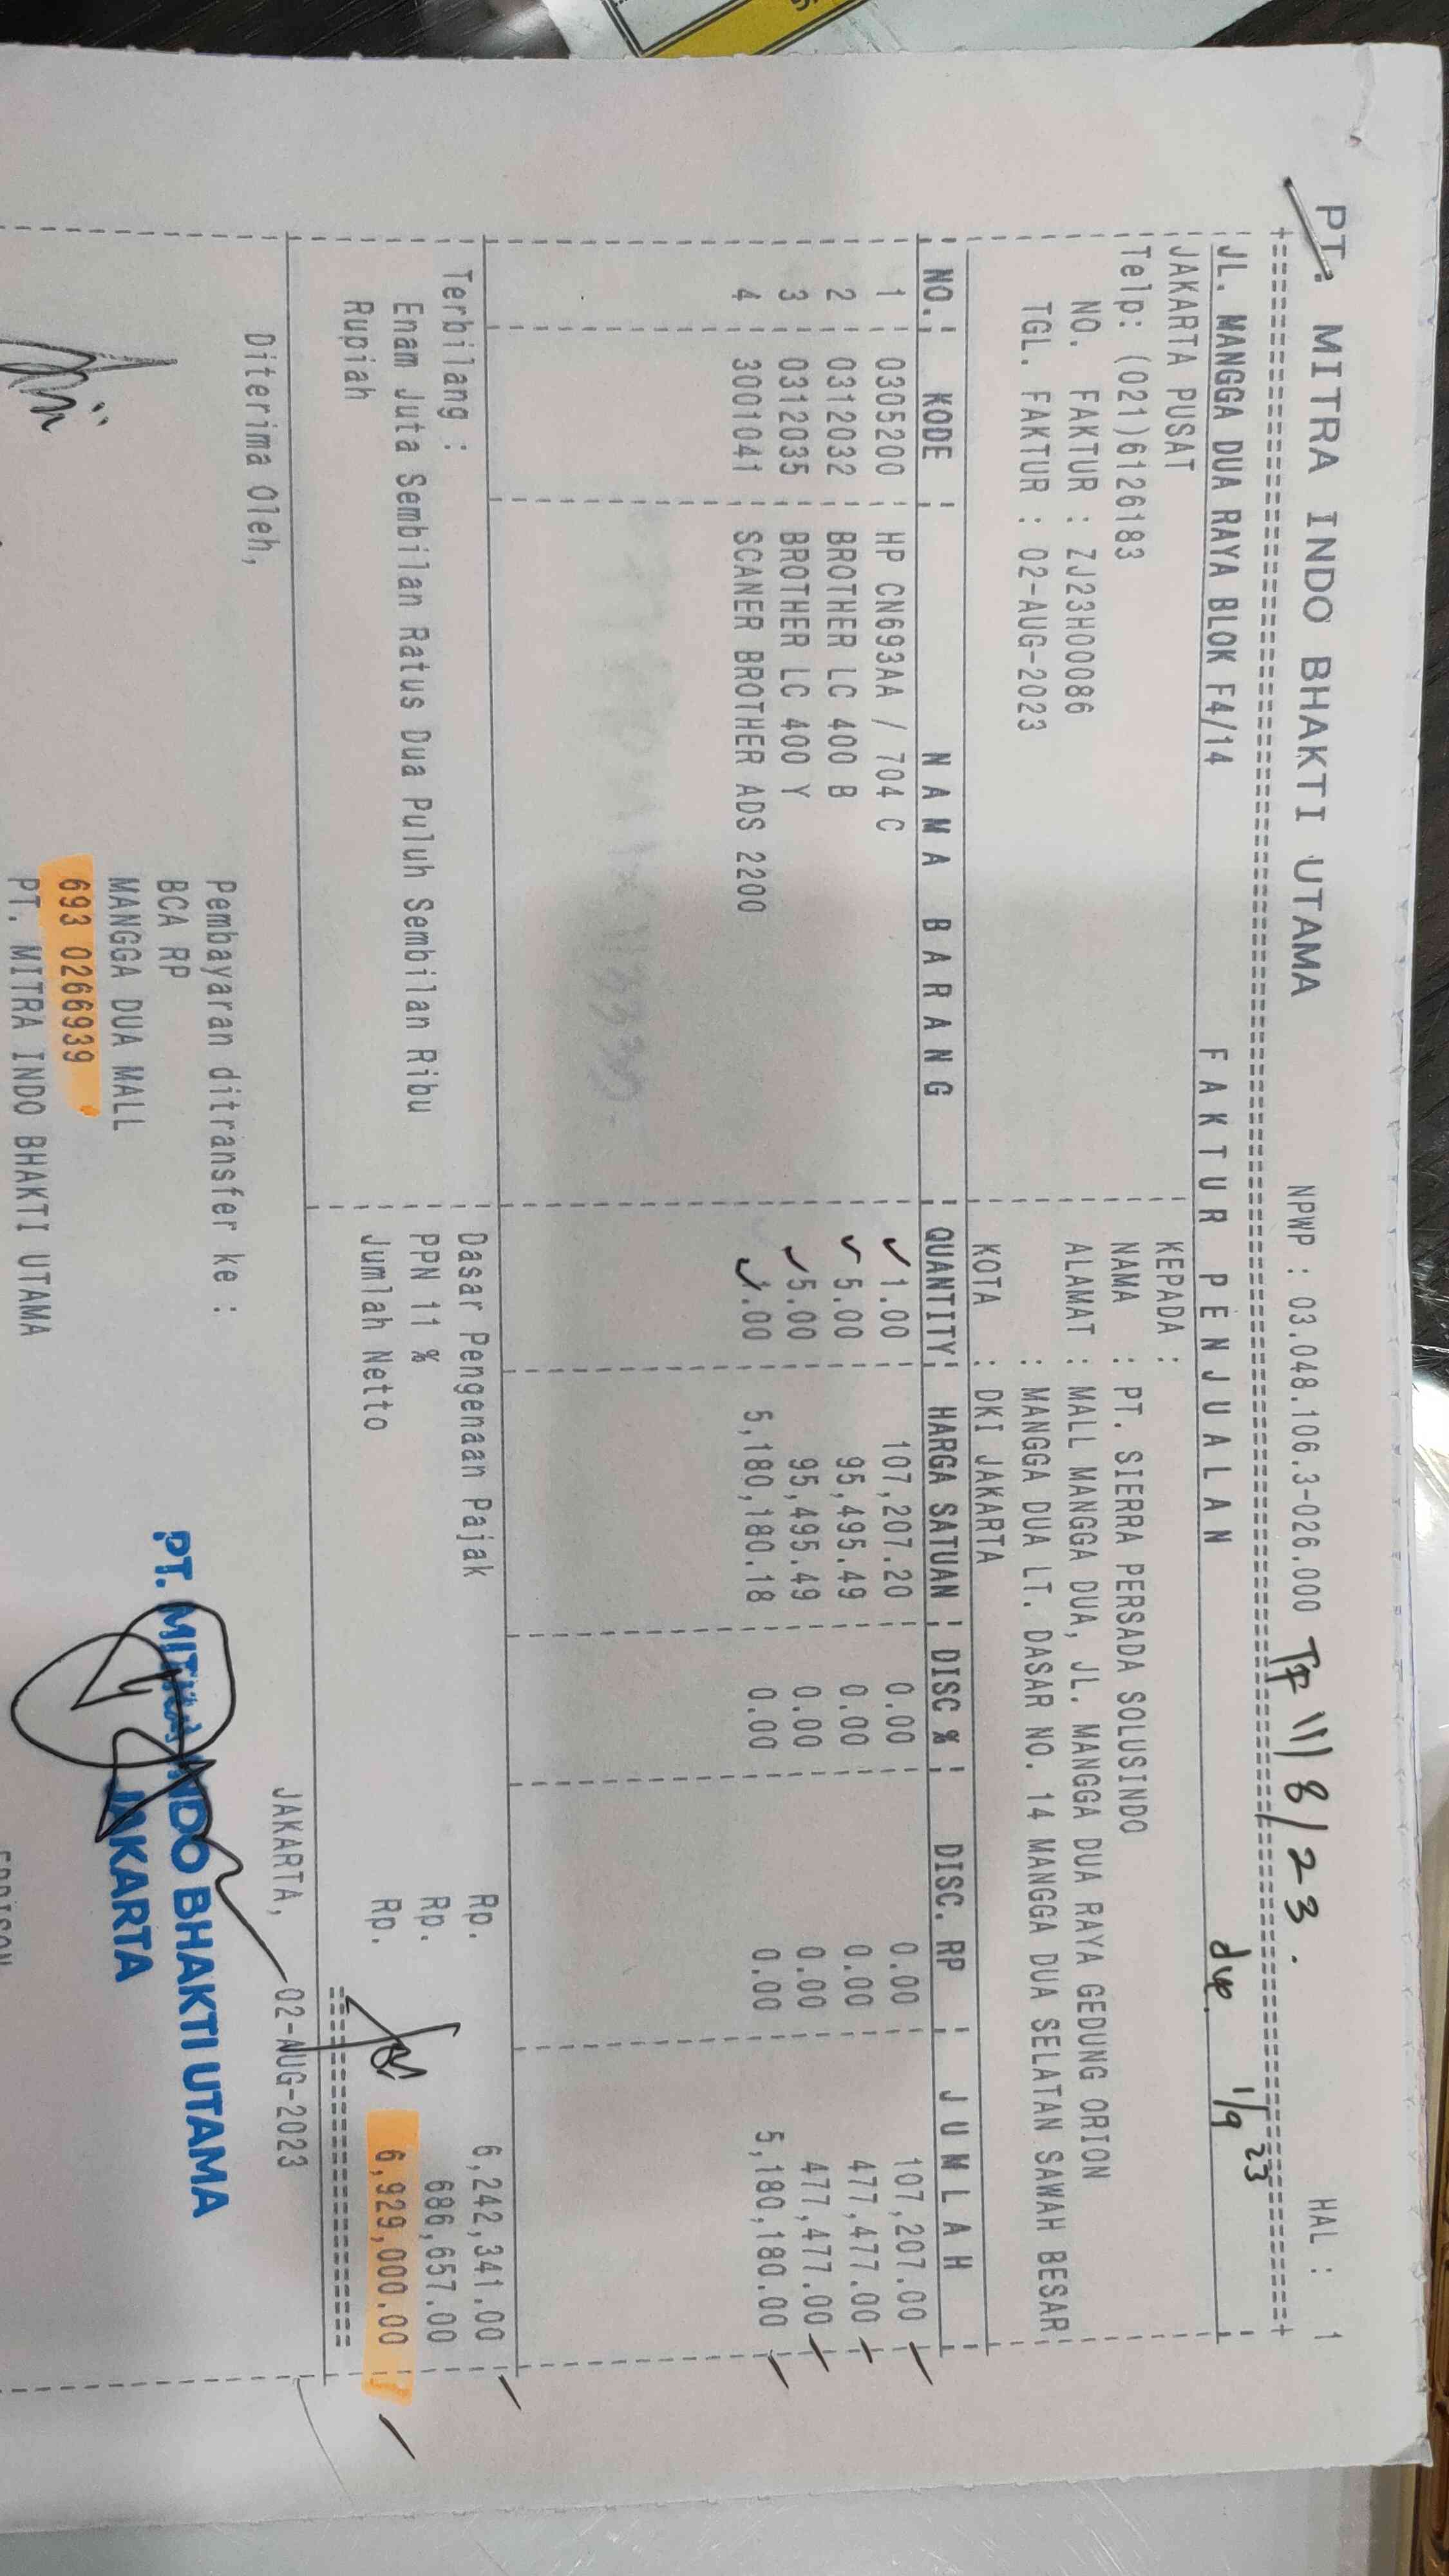 PT. MITRA INDO BHAKTI UTAMA NPWP : 03.048.106.3-026.000 TF 11/8/23. HAL : 1
JL. MANGGA DUA RAYA BLOK F4/14 FAKTUR PENJUALAN due 1/9 23
JAKARTA PUSAT KEPADA :
Telp: (021)6126183 NAMA : PT. SIERRA PERSADA SOLUSINDO
NO. FAKTUR : ZJ23H00086 ALAMAT : MALL MANGGA DUA, JL. MANGGA DUA RAYA GEDUNG ORION
TGL. FAKTUR : 02-AUG-2023 : MANGGA DUA LT. DASAR NO. 14 MANGGA DUA SELATAN SAWAH BESAR
KOTA : DKI JAKARTA
NO. KODE NAMA BARANG QUANTITY HARGA SATUAN DISC % DISC. RP JUMLAH
1 0305200 HP CN693AA / 704 C 1.00 107,207.20 0.00 0.00 107,207.00
2 0312032 BROTHER LC 400 B 5.00 95,495.49 0.00 0.00 477,477.00
3 0312035 BROTHER LC 400 Y 5.00 95,495.49 0.00 0.00 477,477.00
4 3001041 SCANER BROTHER ADS 2200 1.00 5,180,180.18 0.00 0.00 5,180,180.00
Terbilang : Dasar Pengenaan Pajak Rp. 6,242,341.00
Enam Juta Sembilan Ratus Dua Puluh Sembilan Ribu PPN 11 % Rp. 686,657.00
Rupiah Jumlah Netto Rp. 6,929,000.00
Diterima Oleh, JAKARTA, 02-AUG-2023
Pembayaran ditransfer ke :
BCA RP
MANGGA DUA MALL
693 0266939
PT. MITRA INDO BHAKTI UTAMA
PT. MITRA INDO BHAKTI UTAMA
JAKARTA